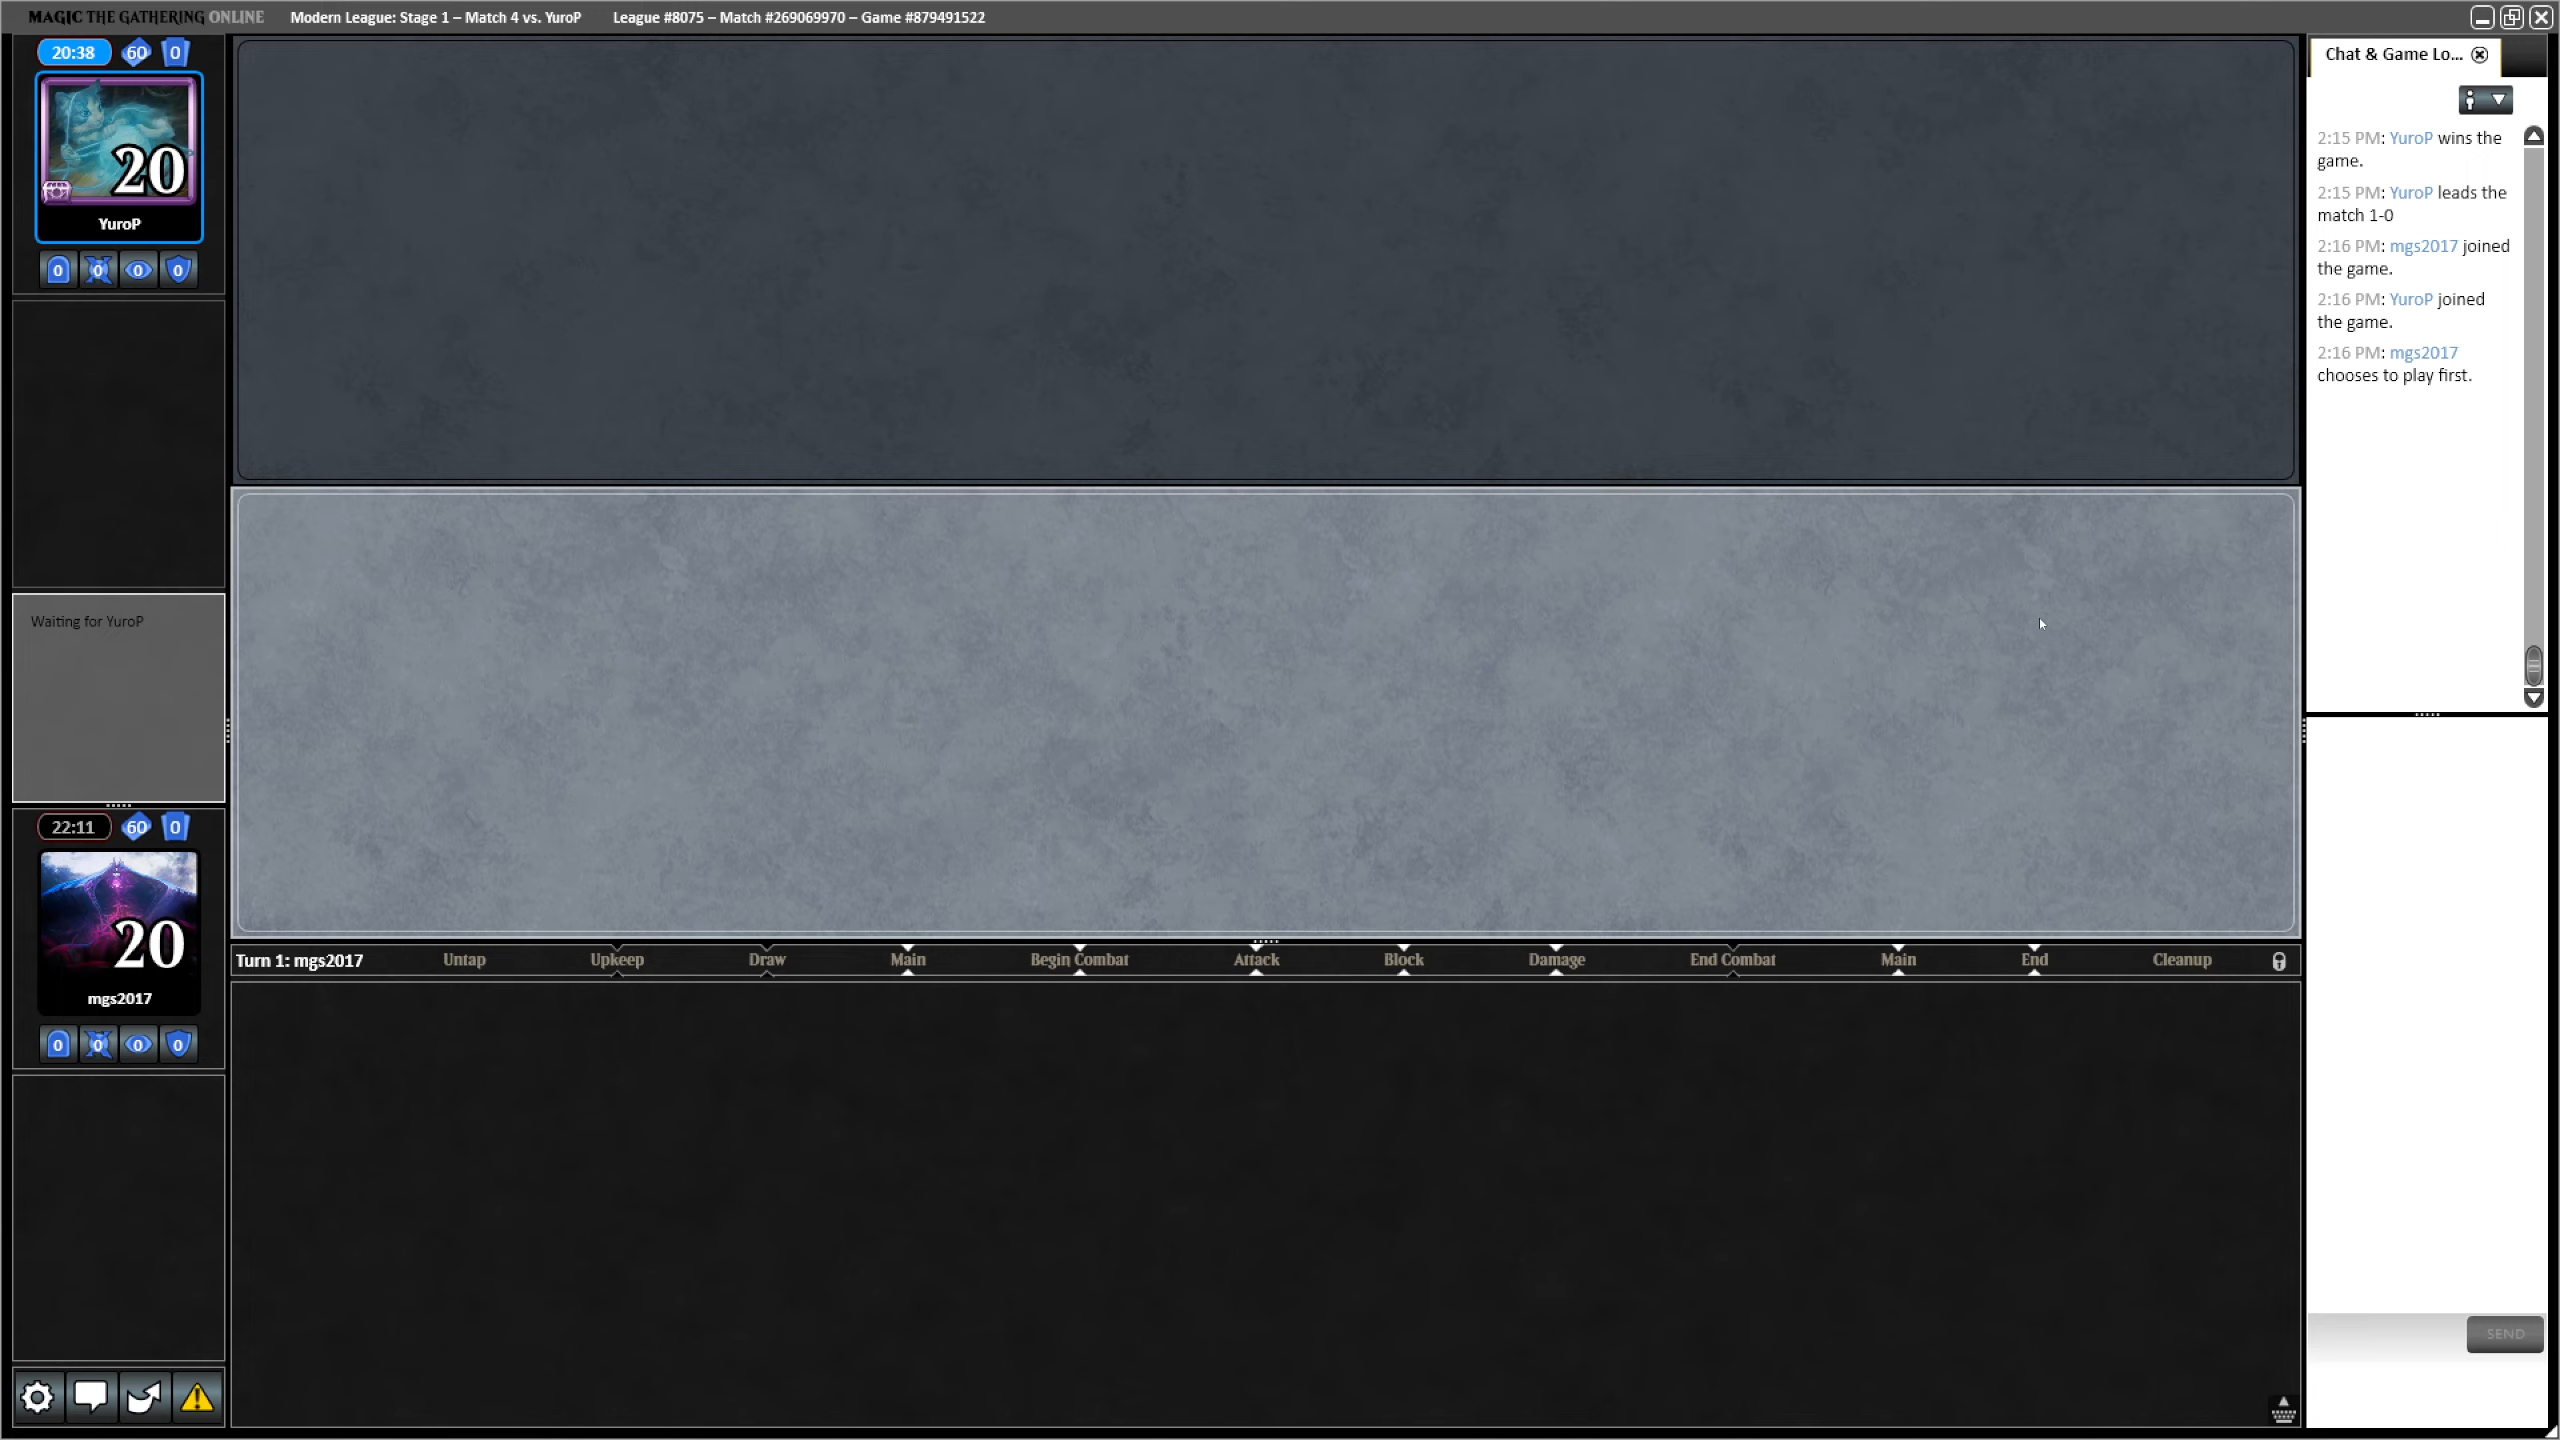 MAGIC THE GATHERING ONLINE
Modern League: Stage 1 – Match 4 vs. YuroP
League #8075 – Match #269069970 – Game #879491522
20:38
60
0
20
YuroP
0
0
0
0
Waiting for YuroP
22:11
60
0
20
mgs2017
0
0
0
0
Turn 1: mgs2017
Untap
Upkeep
Draw
Main
Begin Combat
Attack
Block
Damage
End Combat
Main
End
Cleanup
Chat & Game Lo...
2:15 PM: YuroP wins the
game.
2:15 PM: YuroP leads the
match 1-0
2:16 PM: mgs2017 joined
the game.
2:16 PM: YuroP joined
the game.
2:16 PM: mgs2017
chooses to play first.
SEND